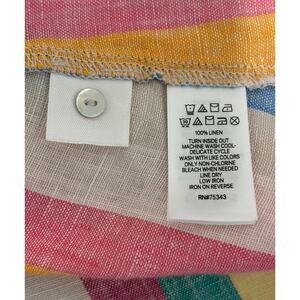 100% LINEN
TURN INSIDE OUT
MACHINE WASH COOL-
DELICATE CYCLE
WASH WITH LIKE COLORS
ONLY NON-CHLORINE
BLEACH WHEN NEEDED
LINE DRY
LOW IRON
IRON ON REVERSE
RN#75343